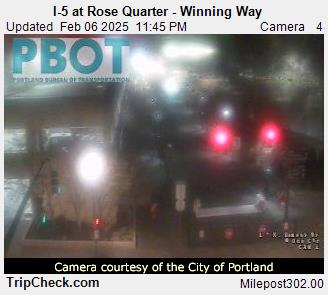 I-5 at Rose Quarter - Winning Way
Updated Feb 06 2025 11:45 PM Camera 4
PBOT
PORTLAND BUREAU OF TRANSPORTATION
Camera courtesy of the City of Portland
TripCheck.com Milepost302.00